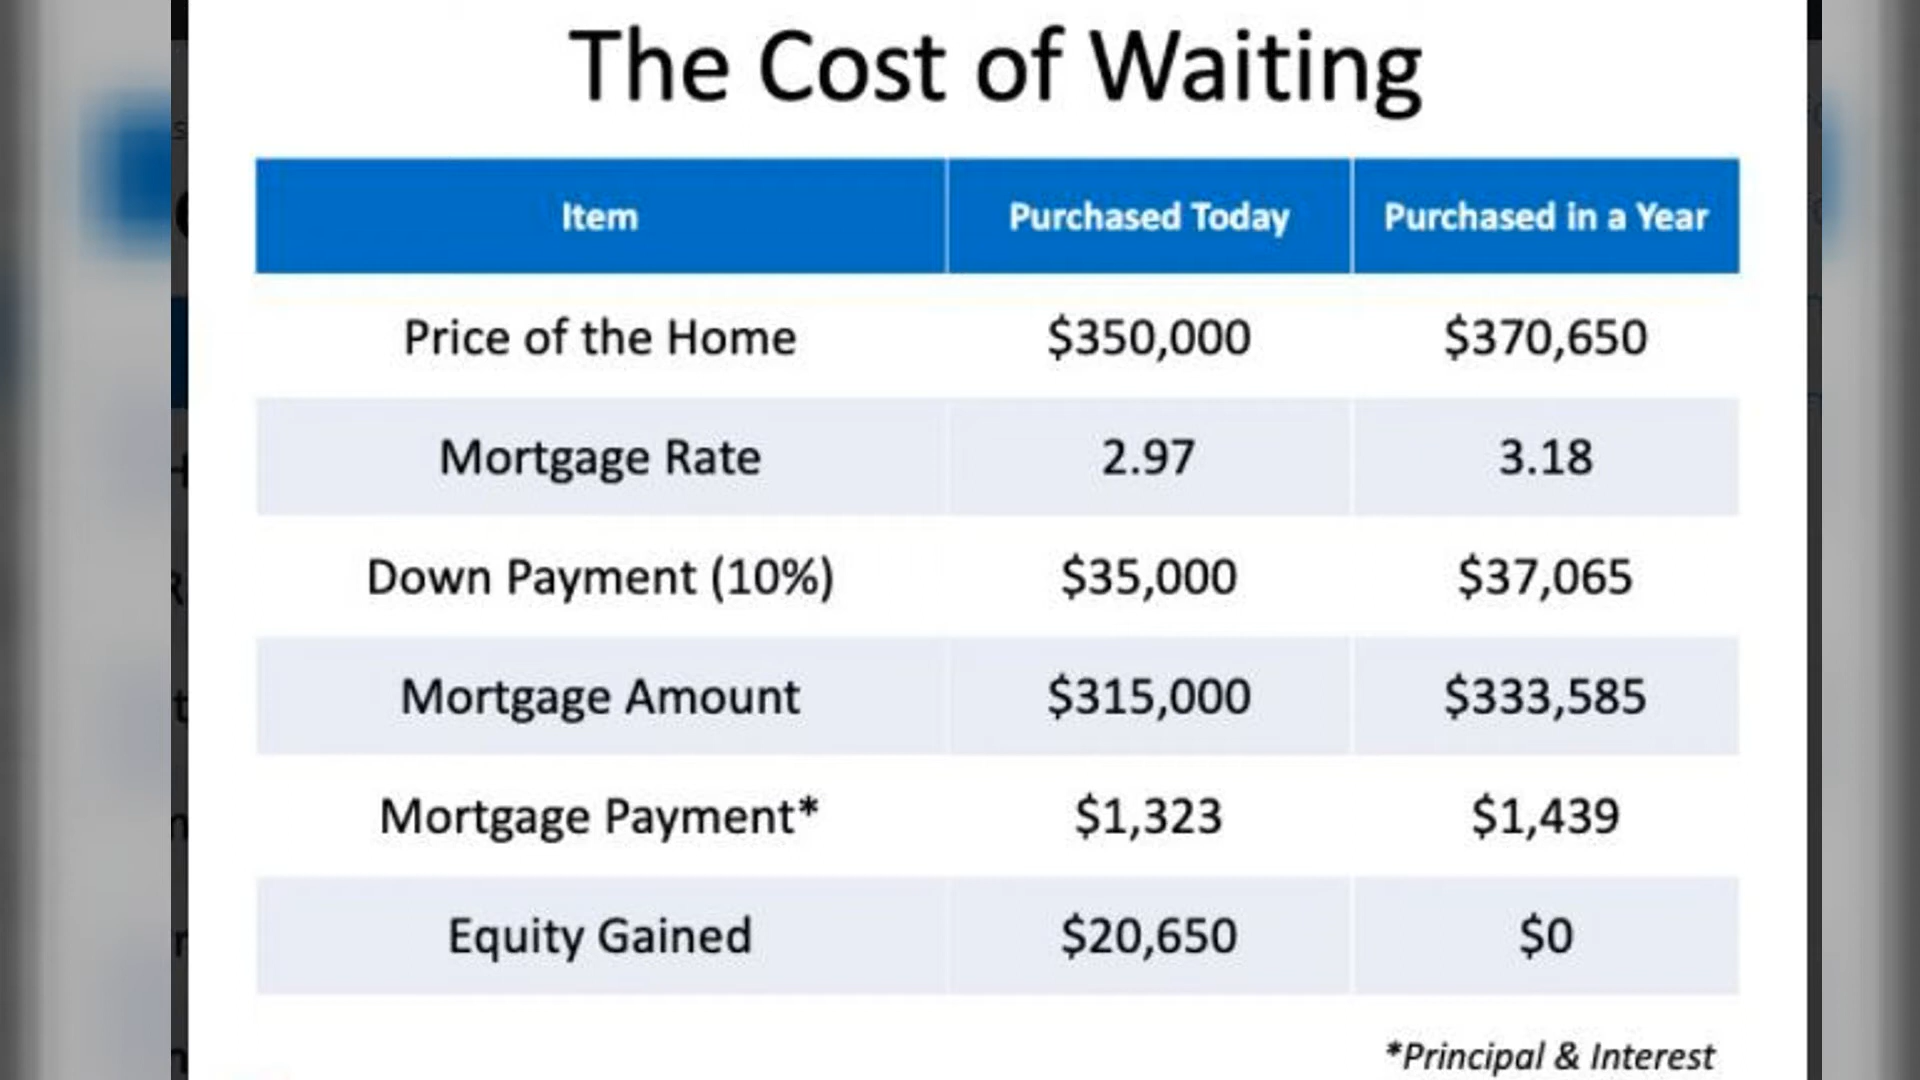 The Cost of Waiting
Item Purchased Today Purchased in a Year
Price of the Home $350,000 $370,650
Mortgage Rate 2.97 3.18
Down Payment (10%) $35,000 $37,065
Mortgage Amount $315,000 $333,585
Mortgage Payment* $1,323 $1,439
Equity Gained $20,650 $0
*Principal & Interest